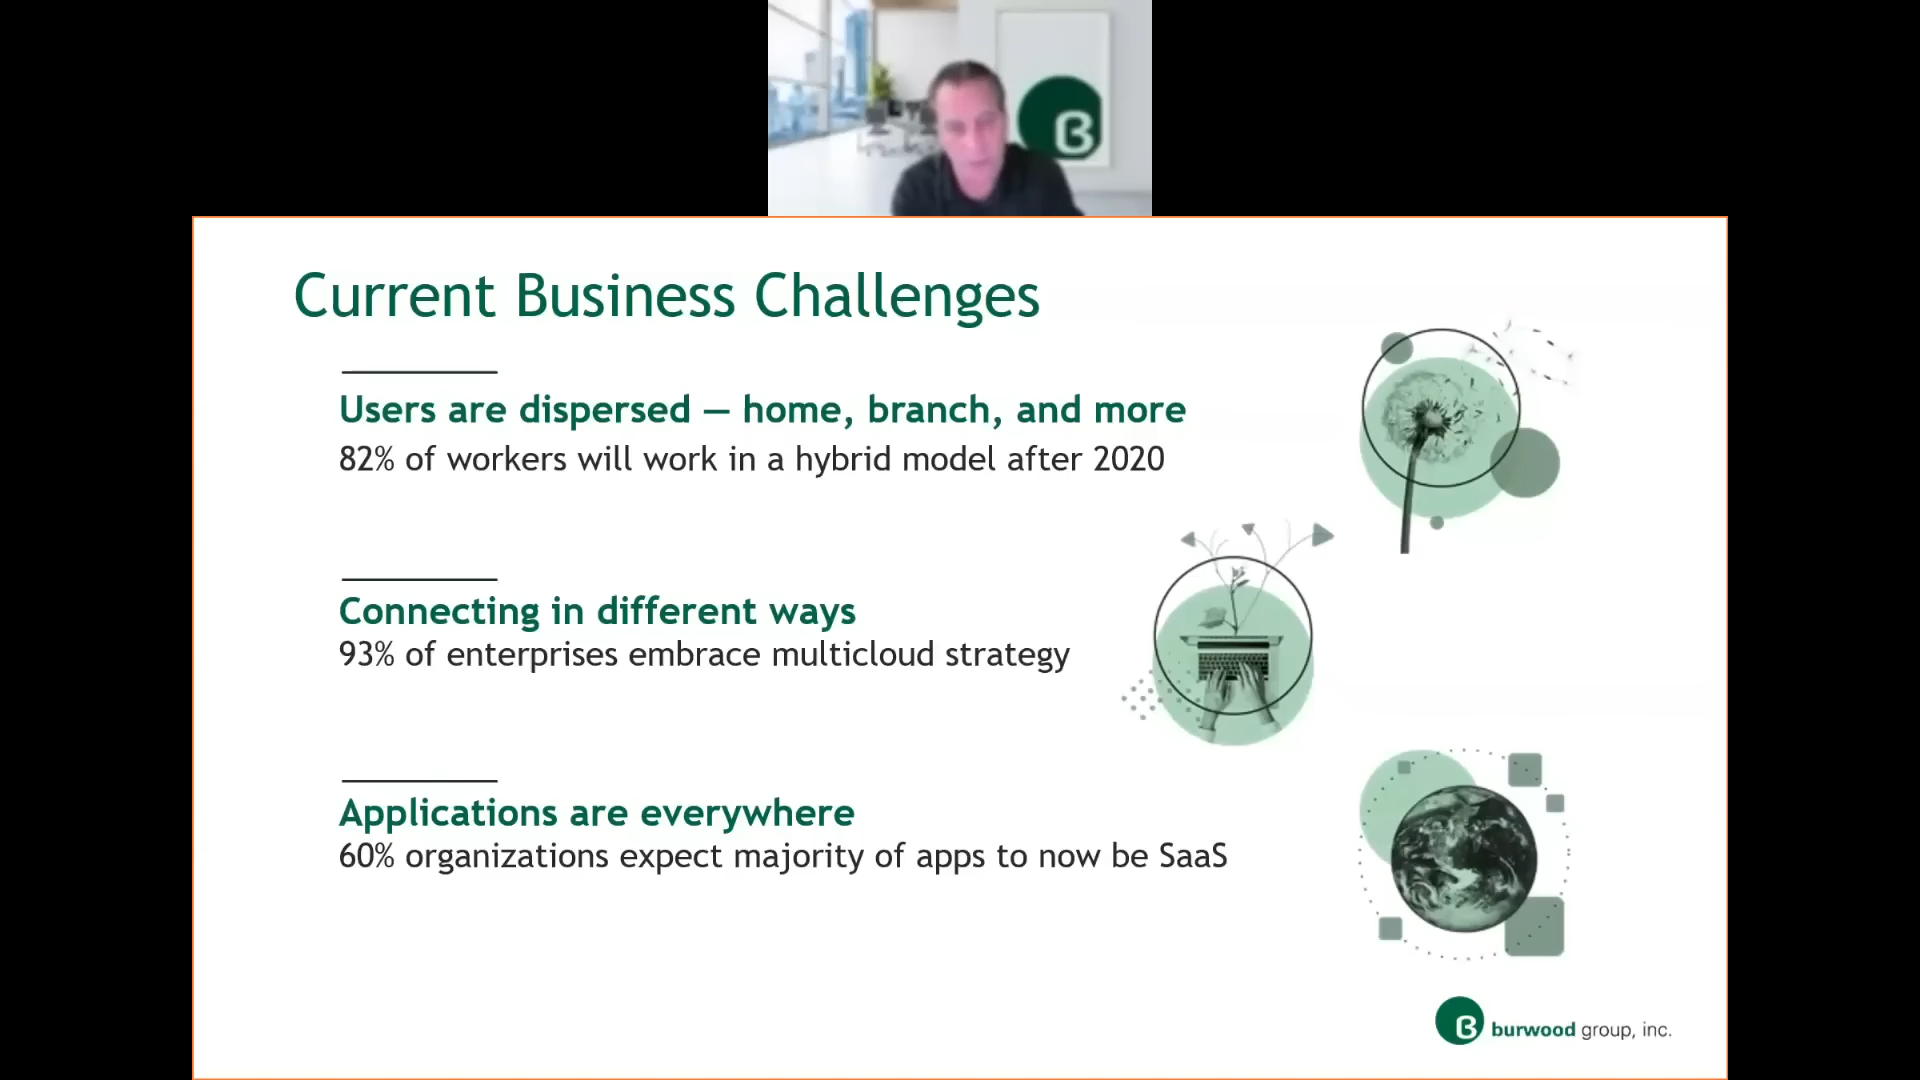 Current Business Challenges
Users are dispersed — home, branch, and more
82% of workers will work in a hybrid model after 2020
Connecting in different ways
93% of enterprises embrace multicloud strategy
Applications are everywhere
60% organizations expect majority of apps to now be SaaS
burwood group, inc.